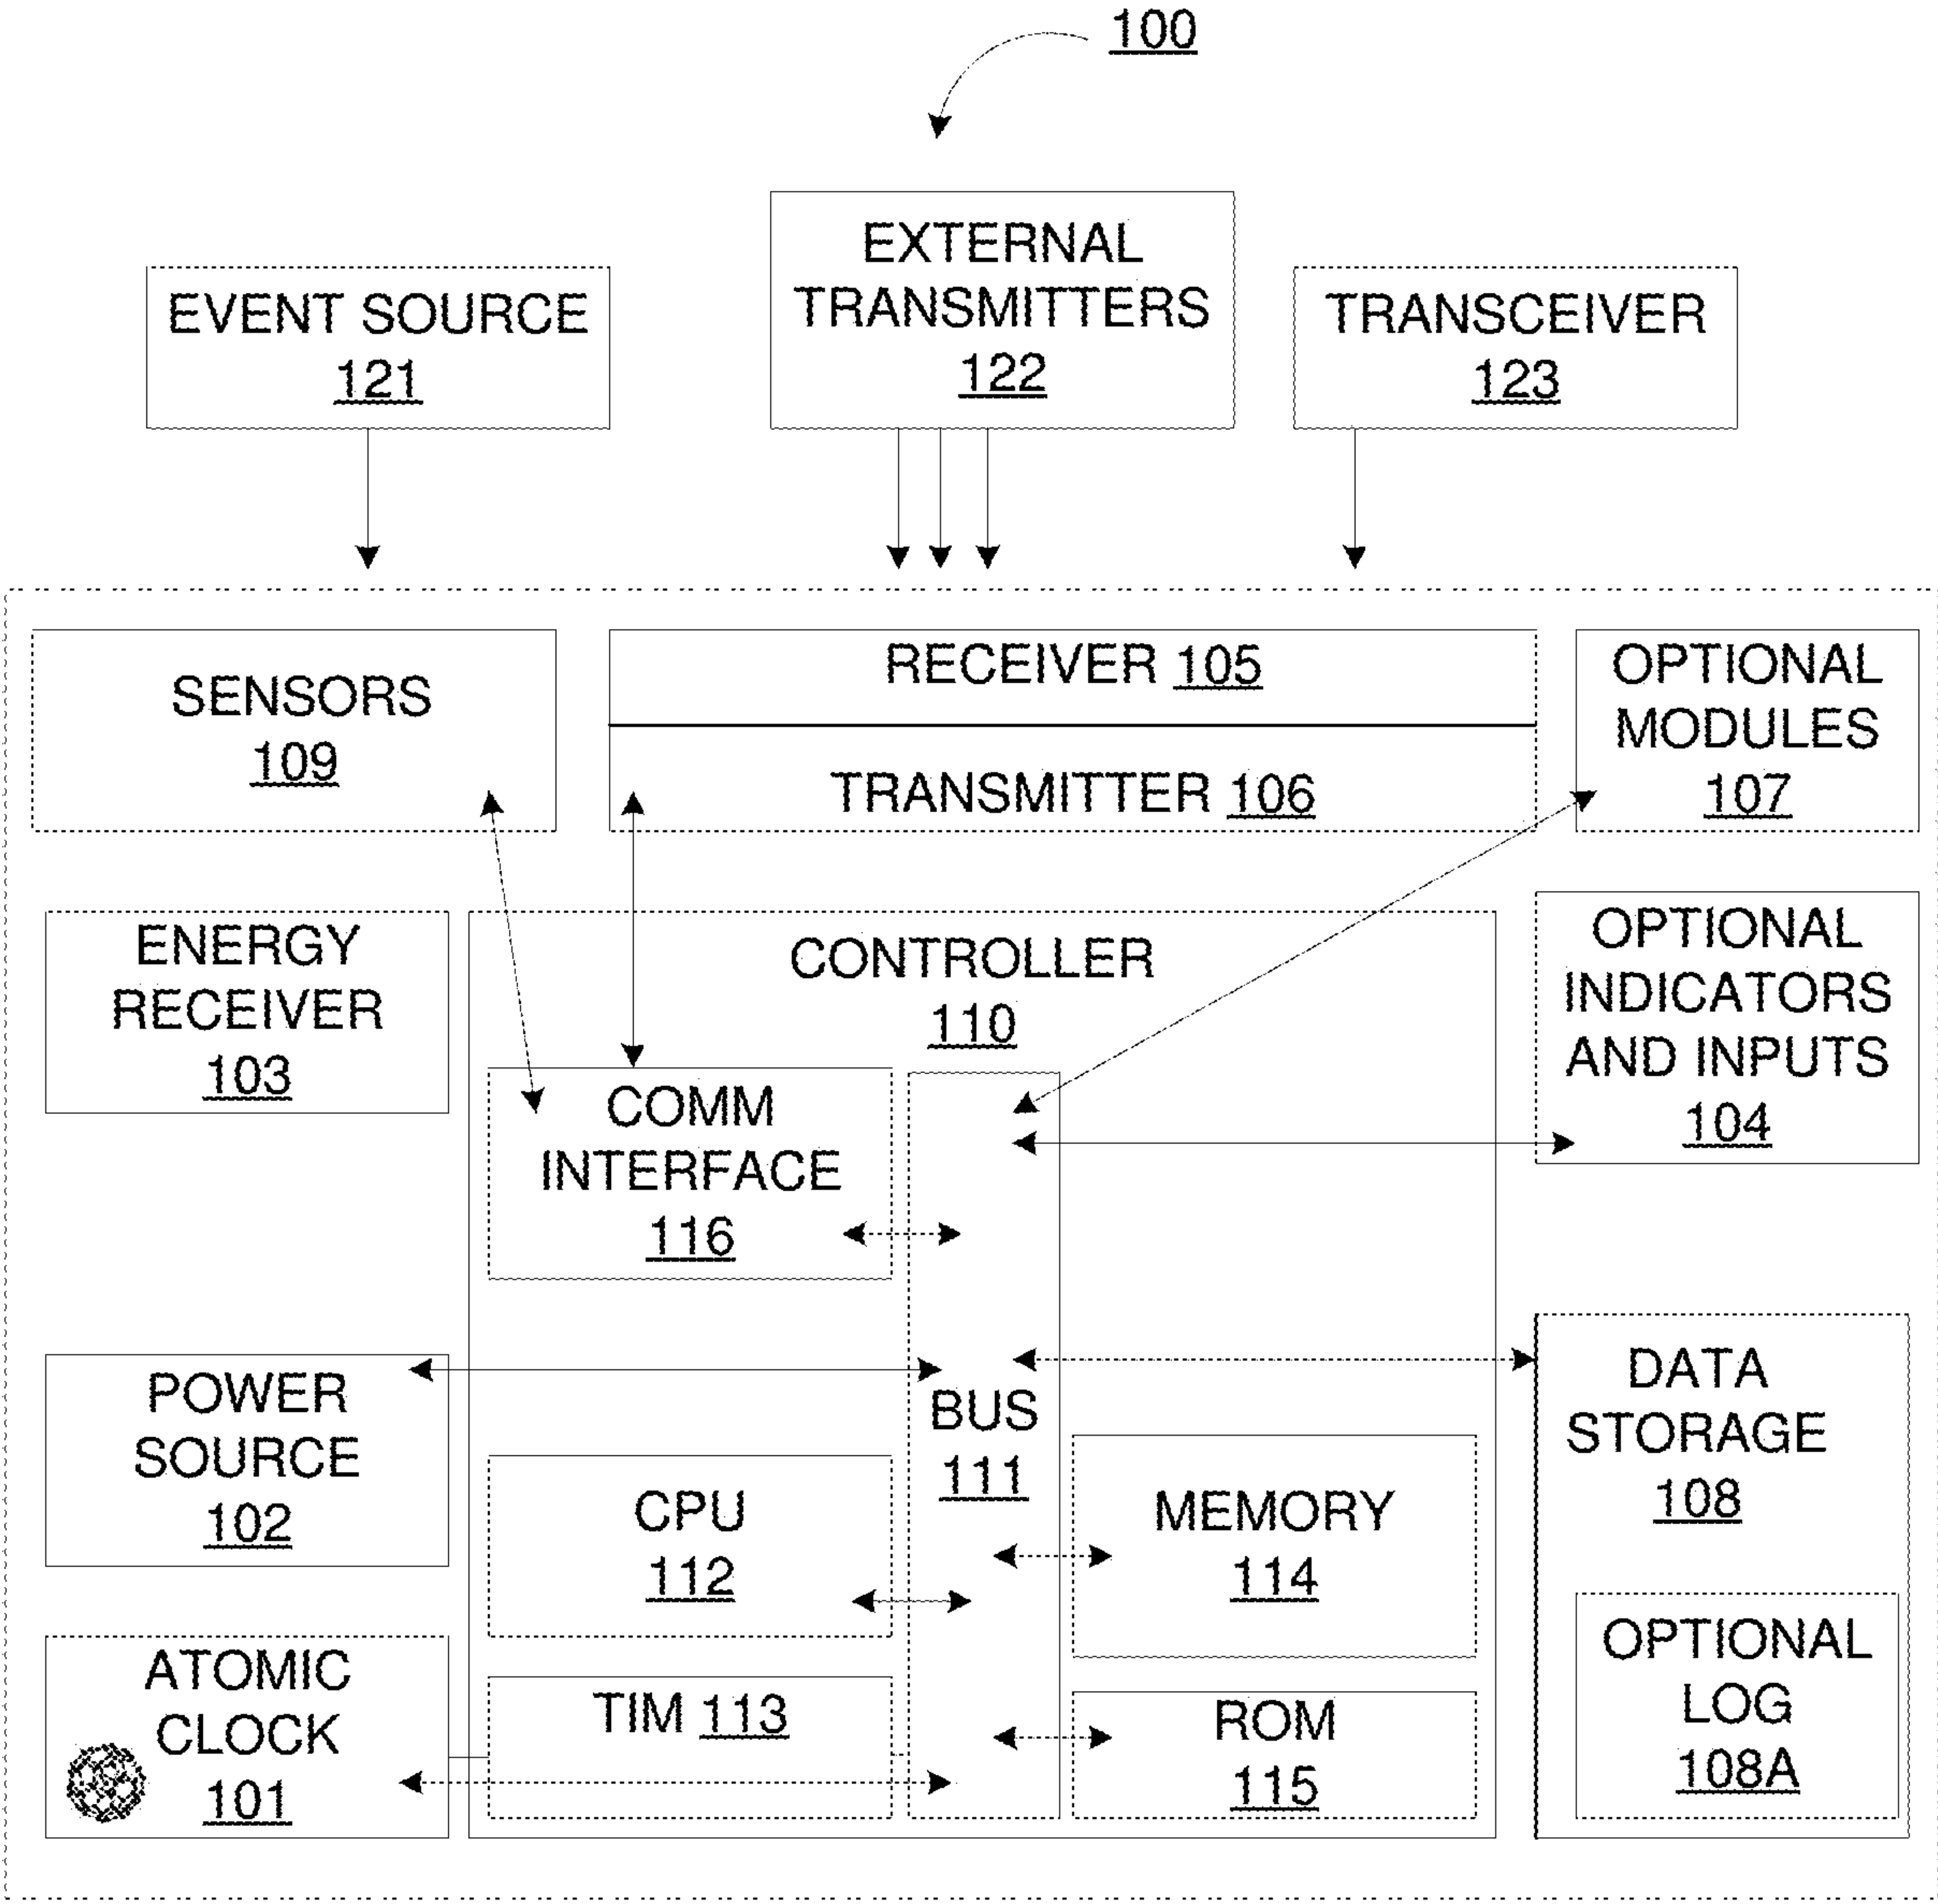 100
EVENT SOURCE
121
EXTERNAL
TRANSMITTERS
122
TRANSCEIVER
123
SENSORS
109
RECEIVER 105
TRANSMITTER 106
OPTIONAL
MODULES
107
ENERGY
RECEIVER
103
CONTROLLER
110
OPTIONAL
INDICATORS
AND INPUTS
104
COMM
INTERFACE
116
POWER
SOURCE
102
BUS
111
DATA
STORAGE
108
CPU
112
MEMORY
114
ATOMIC
CLOCK
101
TIM 113
ROM
115
OPTIONAL
LOG
108A